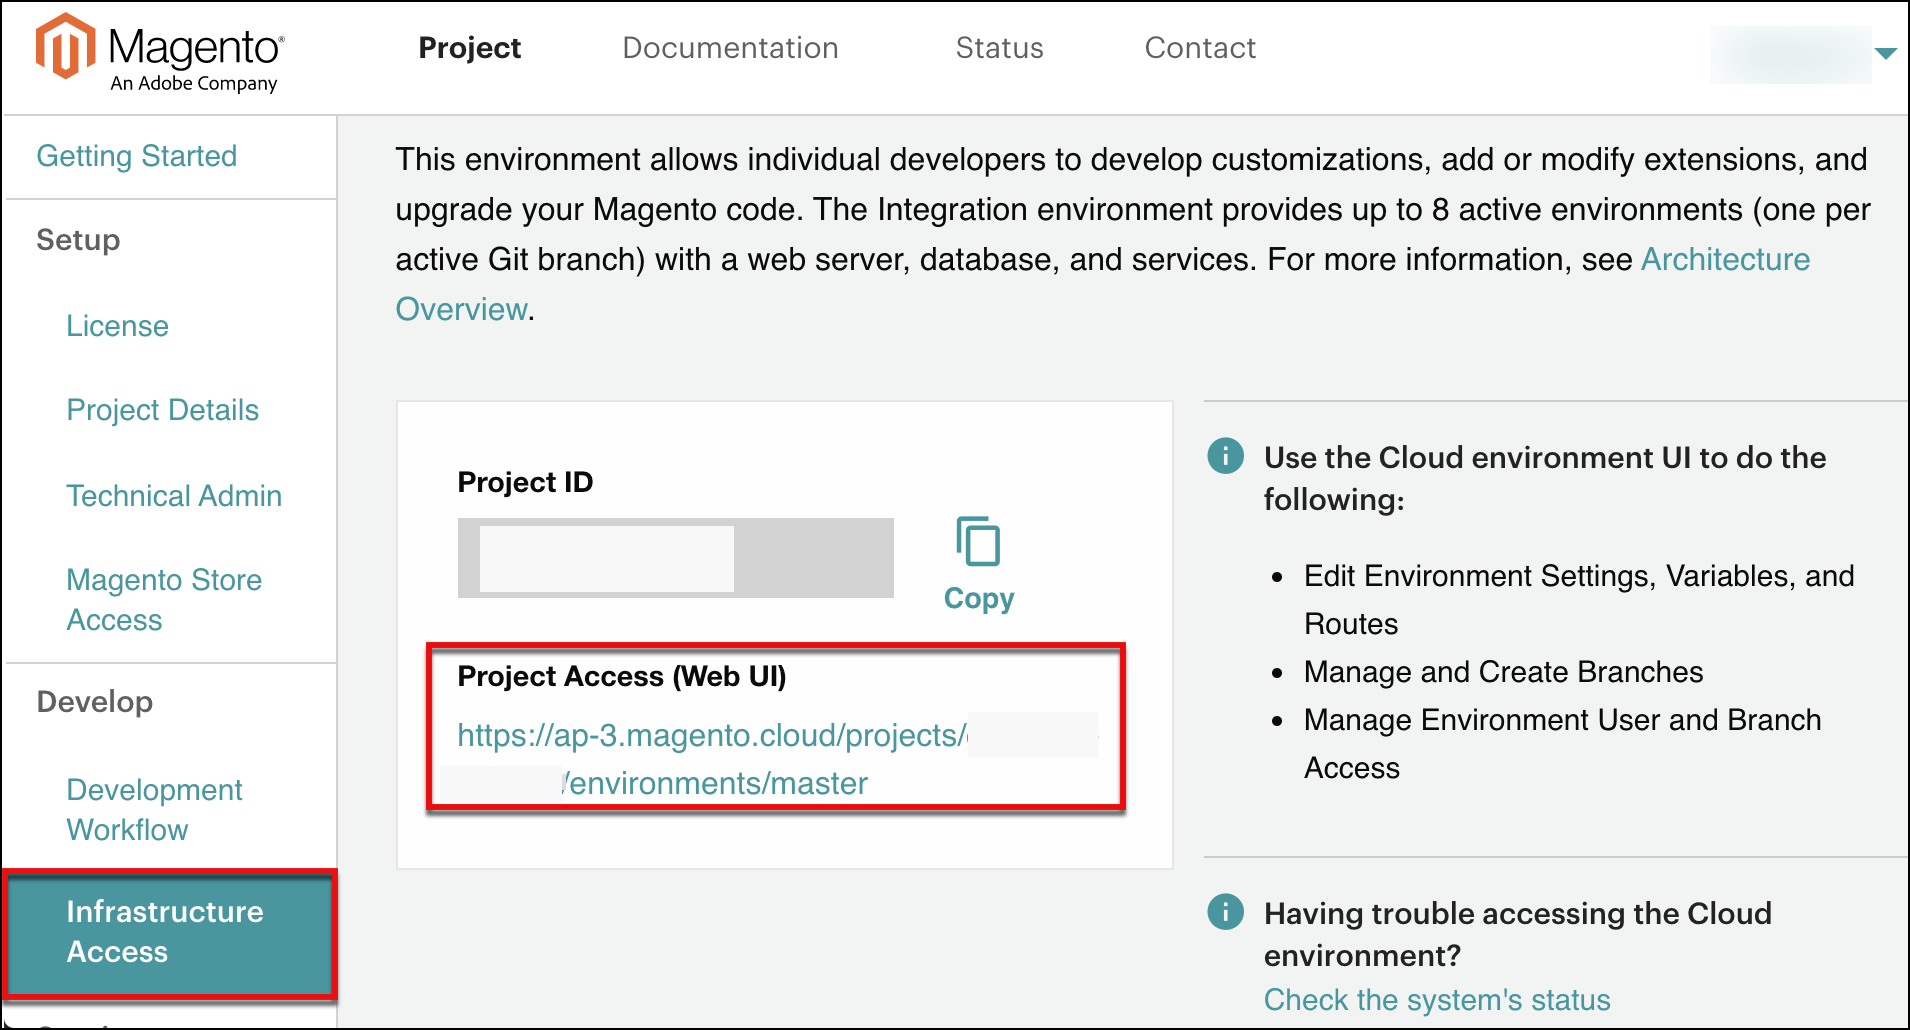 Magento®
An Adobe Company
Project
Documentation
Status
Contact
Getting Started
Setup
License
Project Details
Technical Admin
Magento Store
Access
Develop
Development
Workflow
Infrastructure
Access
This environment allows individual developers to develop customizations, add or modify extensions, and
upgrade your Magento code. The Integration environment provides up to 8 active environments (one per
active Git branch) with a web server, database, and services. For more information, see Architecture
Overview.
Project ID
Copy
Project Access (Web UI)
https://ap-3.magento.cloud/projects/
/environments/master
Use the Cloud environment UI to do the
following:
• Edit Environment Settings, Variables, and
Routes
• Manage and Create Branches
• Manage Environment User and Branch
Access
Having trouble accessing the Cloud
environment?
Check the system's status